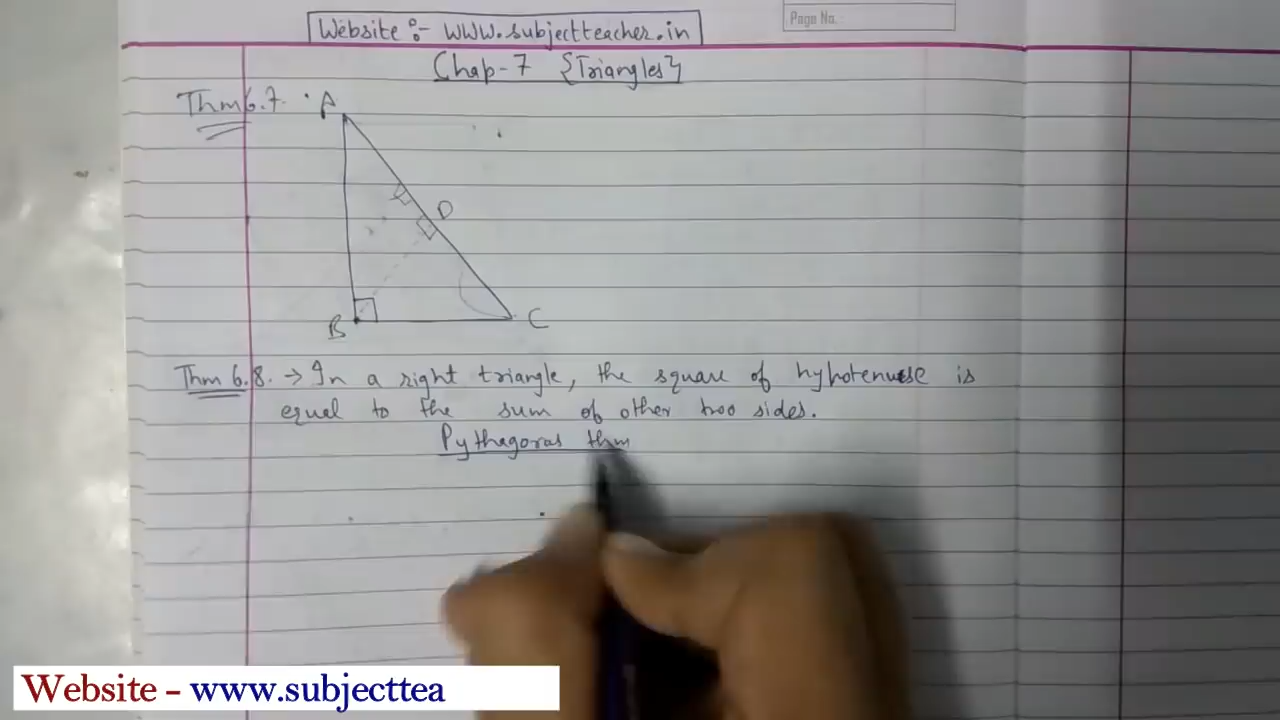 Website :- www.subjectteacher.in
Page No.:
Chap-7 {Triangles}
Thm 6.7.
A
D
B
C
Thm 6.8. → In a right triangle, the square of hyhotenuse is
equal to the sum of other two sides.
Pythagoras thm
Website – www.subjecttea